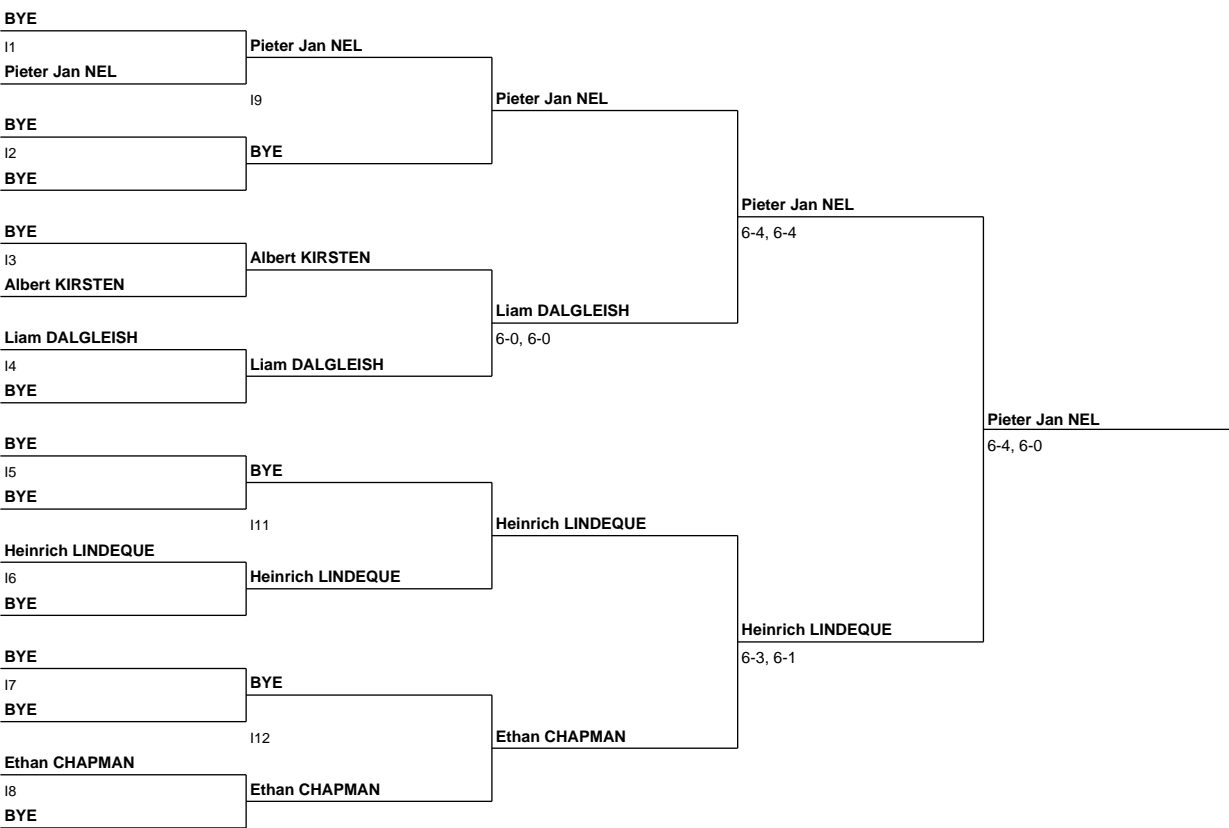 BYE
I1
Pieter Jan NEL
BYE
I2
BYE
BYE
I3
Albert KIRSTEN
Liam DALGLEISH
I4
BYE
BYE
I5
BYE
Heinrich LINDEQUE
I6
BYE
BYE
I7
BYE
Ethan CHAPMAN
I8
BYE
Pieter Jan NEL
I9
BYE
Albert KIRSTEN
Liam DALGLEISH
BYE
I11
Heinrich LINDEQUE
BYE
I12
Ethan CHAPMAN
Pieter Jan NEL
Liam DALGLEISH
6-0, 6-0
Heinrich LINDEQUE
Ethan CHAPMAN
Pieter Jan NEL
6-4, 6-4
Heinrich LINDEQUE
6-3, 6-1
Pieter Jan NEL
6-4, 6-0